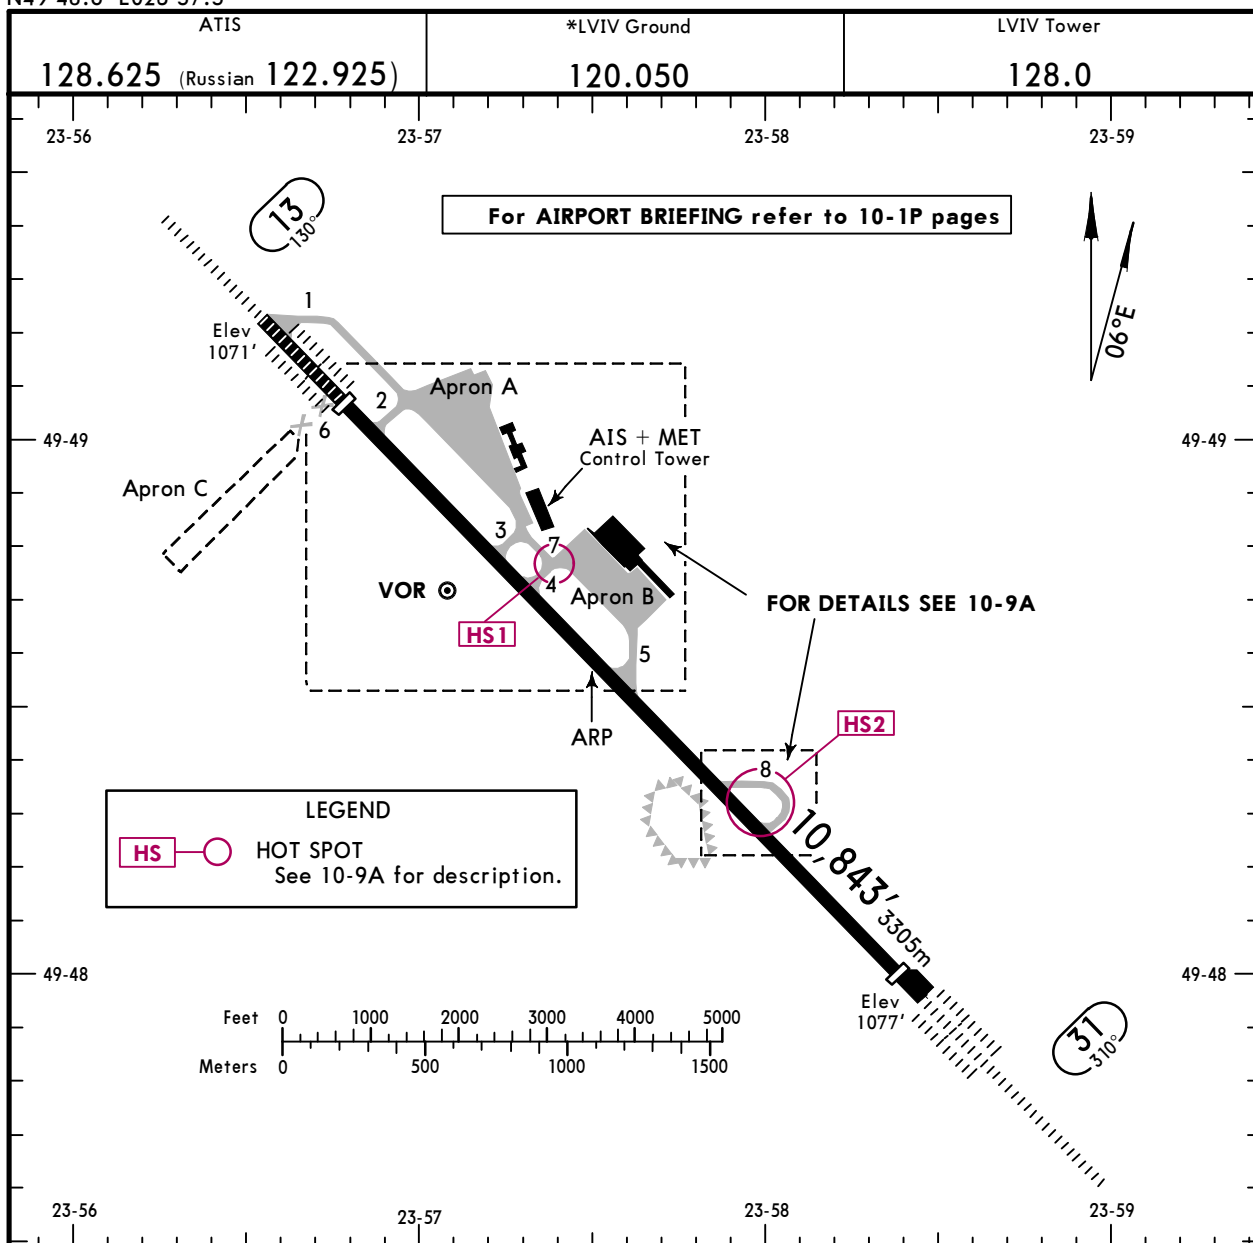 ATIS
*LVIV Ground
LVIV Tower
128.625 (Russian 122.925)
120.050
128.0
23-56
23-57
23-58
23-59
13
130°
For AIRPORT BRIEFING refer to 10-1P pages
06°E
1
Elev
1071'
2
Apron A
6
49-49
49-49
AIS + MET
Control Tower
Apron C
3
7
4
VOR
Apron B
HS1
FOR DETAILS SEE 10-9A
5
ARP
HS2
8
LEGEND
HS
HOT SPOT
See 10-9A for description.
10,843'
3305m
49-48
49-48
Elev
1077'
Feet 0 1000 2000 3000 4000 5000
Meters 0 500 1000 1500
31
310°
23-56
23-57
23-58
23-59